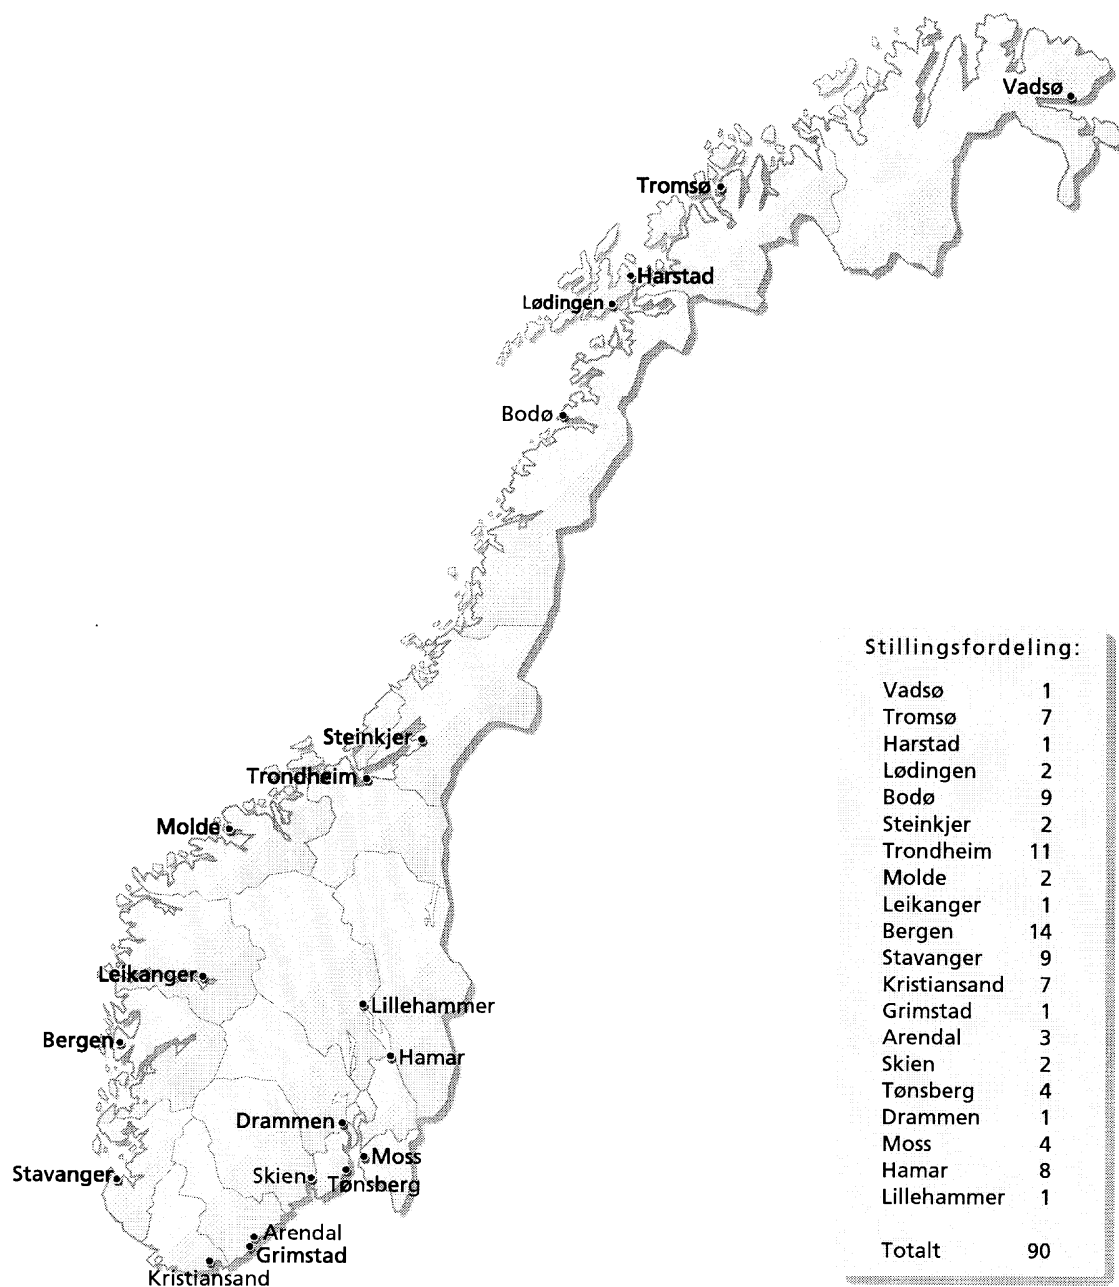 Vadsø
Tromsø
Harstad
Lødingen
Bodø
Steinkjer
Trondheim
Molde
Leikanger
Lillehammer
Bergen
Hamar
Drammen
Moss
Stavanger
Skien
Tønsberg
Arendal
Grimstad
Kristiansand
Stillingsfordeling:
Vadsø 1
Tromsø 7
Harstad 1
Lødingen 2
Bodø 9
Steinkjer 2
Trondheim 11
Molde 2
Leikanger 1
Bergen 14
Stavanger 9
Kristiansand 7
Grimstad 1
Arendal 3
Skien 2
Tønsberg 4
Drammen 1
Moss 4
Hamar 8
Lillehammer 1
Totalt 90